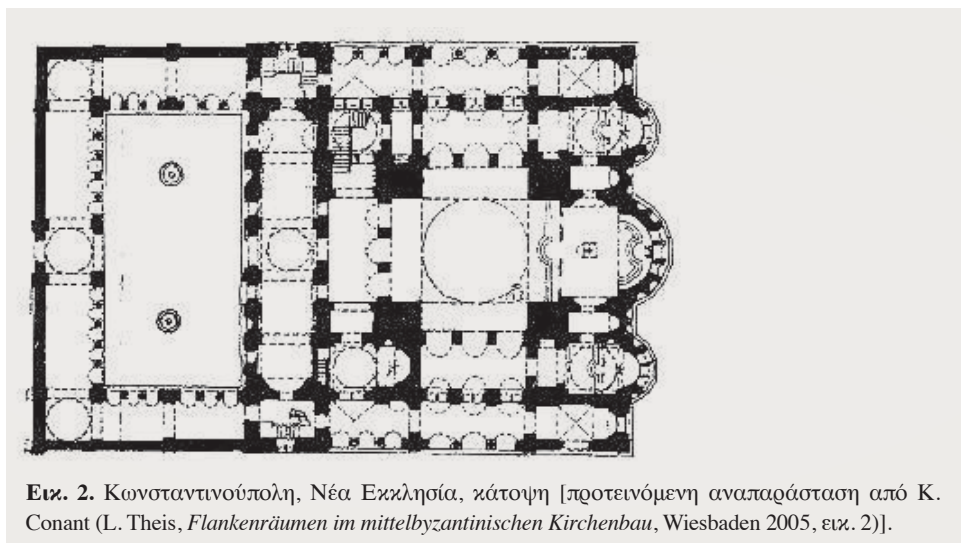 Εικ. 2. Κωνσταντινούπολη, Νέα Εκκλησία, κάτοψη [προτεινόμενη αναπαράσταση από K.
Conant (L. Theis, Flankenräumen im mittelbyzantinischen Kirchenbau, Wiesbaden 2005, εικ. 2)].